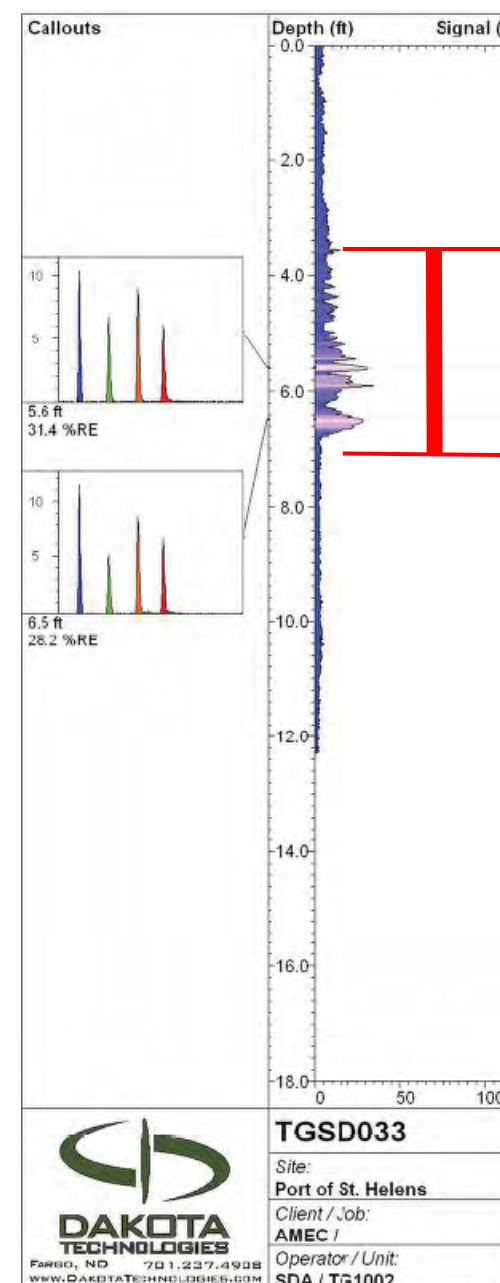 Callouts
Depth (ft)
Signal (
0.0
2.0
4.0
6.0
8.0
10.0
12.0
14.0
16.0
18.0
0
50
100
10
5
5.6 ft
31.4 %RE
10
5
6.5 ft
28.2 %RE
DAKOTA
TECHNOLOGIES
FARGO, ND 701.237.4908
WWW.DAKOTATECHNOLOGIES.COM
TGSD033
Site:
Port of St. Helens
Client / Job:
AMEC /
Operator / Unit:
SDA / TG1002